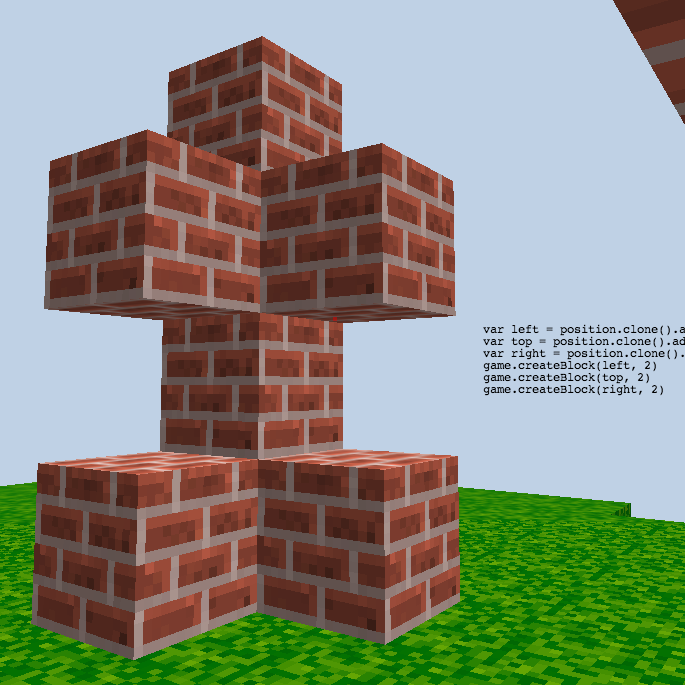 var left = position.clone().a
var top = position.clone().ad
var right = position.clone().
game.createBlock(left, 2)
game.createBlock(top, 2)
game.createBlock(right, 2)